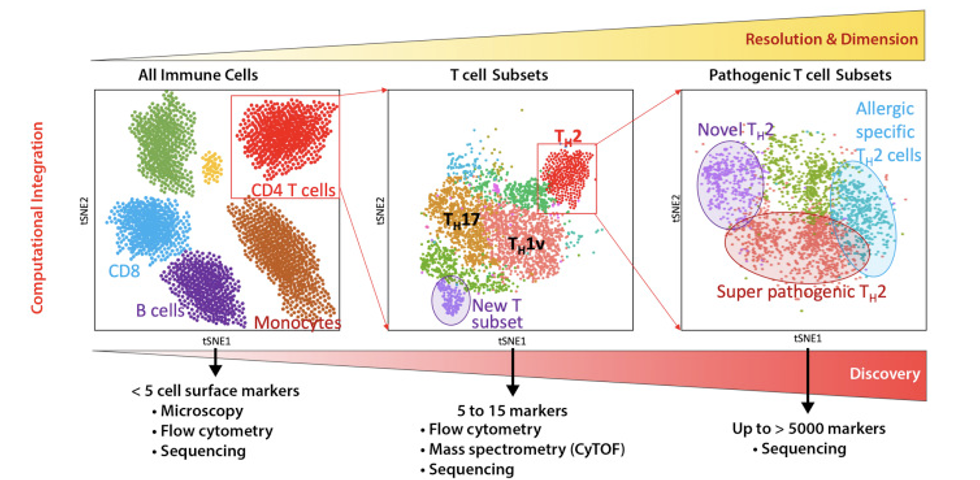 Resolution & Dimension
All Immune Cells
T cell Subsets
Pathogenic T cell Subsets
Computational Integration
tSNE2
CD4 T cells
CD8
B cells
Monocytes
tSNE1
tSNE2
TH2
TH17
TH1v
New T
subset
tSNE1
tSNE2
Novel TH2
Allergic
specific
TH2 cells
Super pathogenic TH2
tSNE1
Discovery
< 5 cell surface markers
• Microscopy
• Flow cytometry
• Sequencing
5 to 15 markers
• Flow cytometry
• Mass spectrometry (CyTOF)
• Sequencing
Up to > 5000 markers
• Sequencing